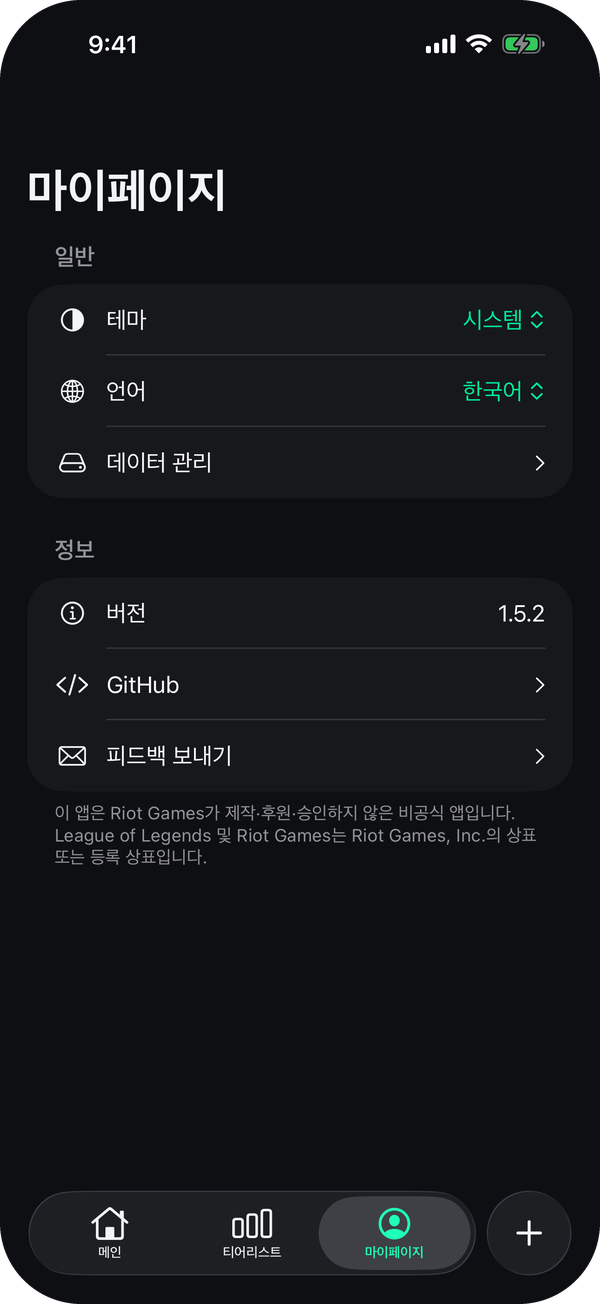 9:41
마이페이지
일반
테마 시스템
언어 한국어
데이터 관리
정보
버전 1.5.2
GitHub
피드백 보내기
이 앱은 Riot Games가 제작·후원·승인하지 않은 비공식 앱입니다.
League of Legends 및 Riot Games는 Riot Games, Inc.의 상표
또는 등록 상표입니다.
메인 티어리스트 마이페이지